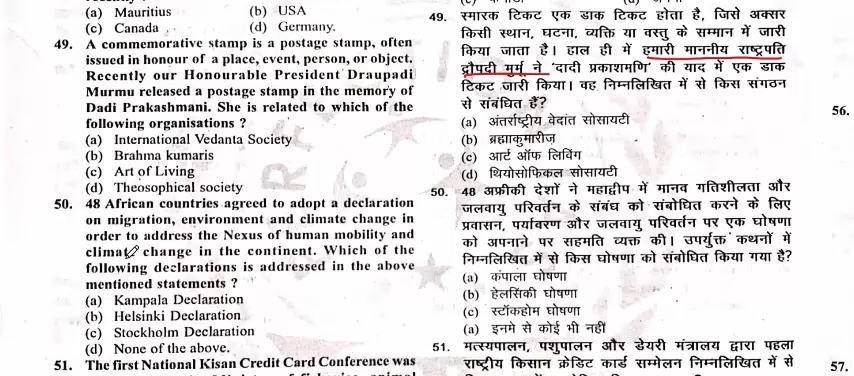 (a) Mauritius (b) USA
(c) Canada (d) Germany.
49. A commemorative stamp is a postage stamp, often
issued in honour of a place, event, person, or object.
Recently our Honourable President Draupadi
Murmu released a postage stamp in the memory of
Dadi Prakashmani. She is related to which of the
following organisations ?
(a) International Vedanta Society
(b) Brahma kumaris
(c) Art of Living
(d) Theosophical society
50. 48 African countries agreed to adopt a declaration
on migration, environment and climate change in
order to address the Nexus of human mobility and
climate change in the continent. Which of the
following declarations is addressed in the above
mentioned statements ?
(a) Kampala Declaration
(b) Helsinki Declaration
(c) Stockholm Declaration
(d) None of the above.
51. The first National Kisan Credit Card Conference was
49. स्मारक टिकट एक डाक टिकट होता है, जिसे अक्सर
किसी स्थान, घटना, व्यक्ति या वस्तु के सम्मान में जारी
किया जाता है। हाल ही में हमारी माननीय राष्ट्रपति
द्रौपदी मुर्मू ने 'दादी प्रकाशमणि' की याद में एक डाक
टिकट जारी किया। वह निम्नलिखित में से किस संगठन
से संबंधित हैं?
(a) अंतर्राष्ट्रीय वेदांत सोसायटी
(b) ब्रह्माकुमारीज़
(c) आर्ट ऑफ लिविंग
(d) थियोसोफिकल सोसायटी
50. 48 अफ्रीकी देशों ने महाद्वीप में मानव गतिशीलता और
जलवायु परिवर्तन के संबंध को संबोधित करने के लिए
प्रवासन, पर्यावरण और जलवायु परिवर्तन पर एक घोषणा
को अपनाने पर सहमति व्यक्त की। उपर्युक्त कथनों में
निम्नलिखित में से किस घोषणा को संबोधित किया गया है?
(a) कंपाला घोषणा
(b) हेलसिंकी घोषणा
(c) स्टॉकहोम घोषणा
(a) इनमे से कोई भी नहीं
51. मत्स्यपालन, पशुपालन और डेयरी मंत्रालय द्वारा पहला
राष्ट्रीय किसान क्रेडिट कार्ड सम्मेलन निम्नलिखित में से
56.
57.